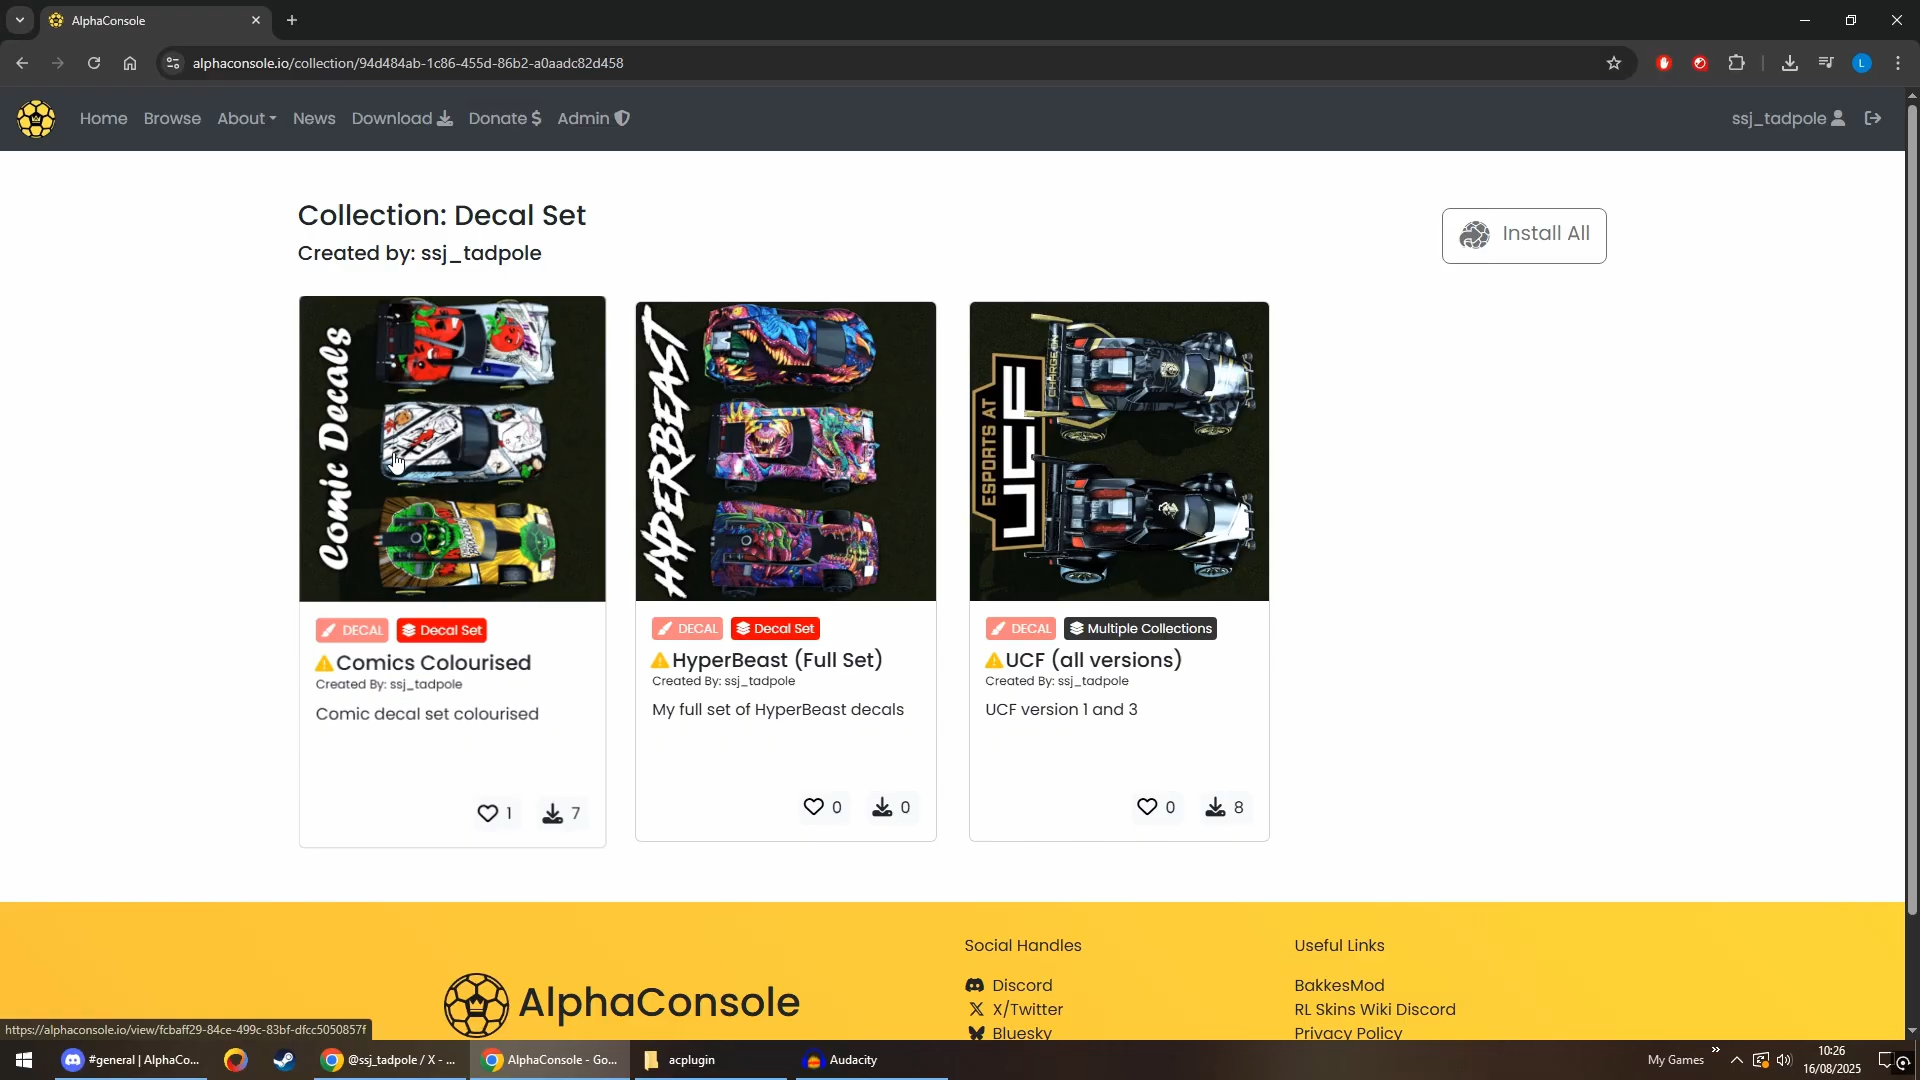 AlphaConsole
alphaconsole.io/collection/94d484ab-1c86-455d-86b2-a0aadc82d458
L
Home Browse About News Download Donate Admin
ssj_tadpole
Collection: Decal Set
Created by: ssj_tadpole
Install All
Comic Decals
HYPERBEAST
ESPORTS AT
UCF
DECAL Decal Set
Comics Colourised
Created By: ssj_tadpole
Comic decal set colourised
1 7
DECAL Decal Set
HyperBeast (Full Set)
Created By: ssj_tadpole
My full set of HyperBeast decals
0 0
DECAL Multiple Collections
UCF (all versions)
Created By: ssj_tadpole
UCF version 1 and 3
0 8
AlphaConsole
Social Handles
Discord
X/Twitter
Bluesky
Useful Links
BakkesMod
RL Skins Wiki Discord
Privacy Policy
https://alphaconsole.io/view/fcbaff29-84ce-499c-83bf-dfcc5050857f
#general | AlphaCo...
@ssj_tadpole / X - ...
AlphaConsole - Go...
acplugin
Audacity
My Games
10:26
16/08/2025